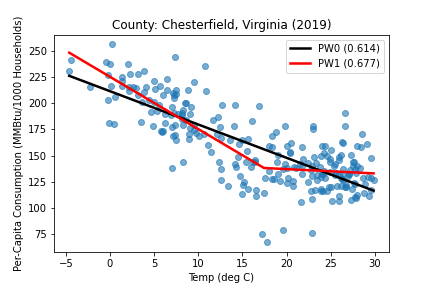 County: Chesterfield, Virginia (2019)
PW0 (0.614)
PW1 (0.677)
Per-Capita Consumption (MMBtu/1000 Households)
250
225
200
175
150
125
100
75
−5 0 5 10 15 20 25 30
Temp (deg C)